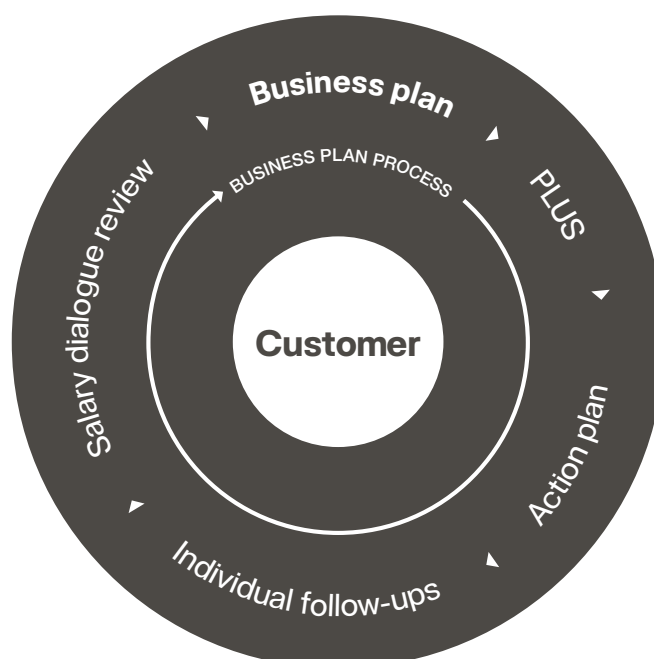 Business plan
PLUS
Action plan
Individual follow-ups
Salary dialogue review
BUSINESS PLAN PROCESS
Customer